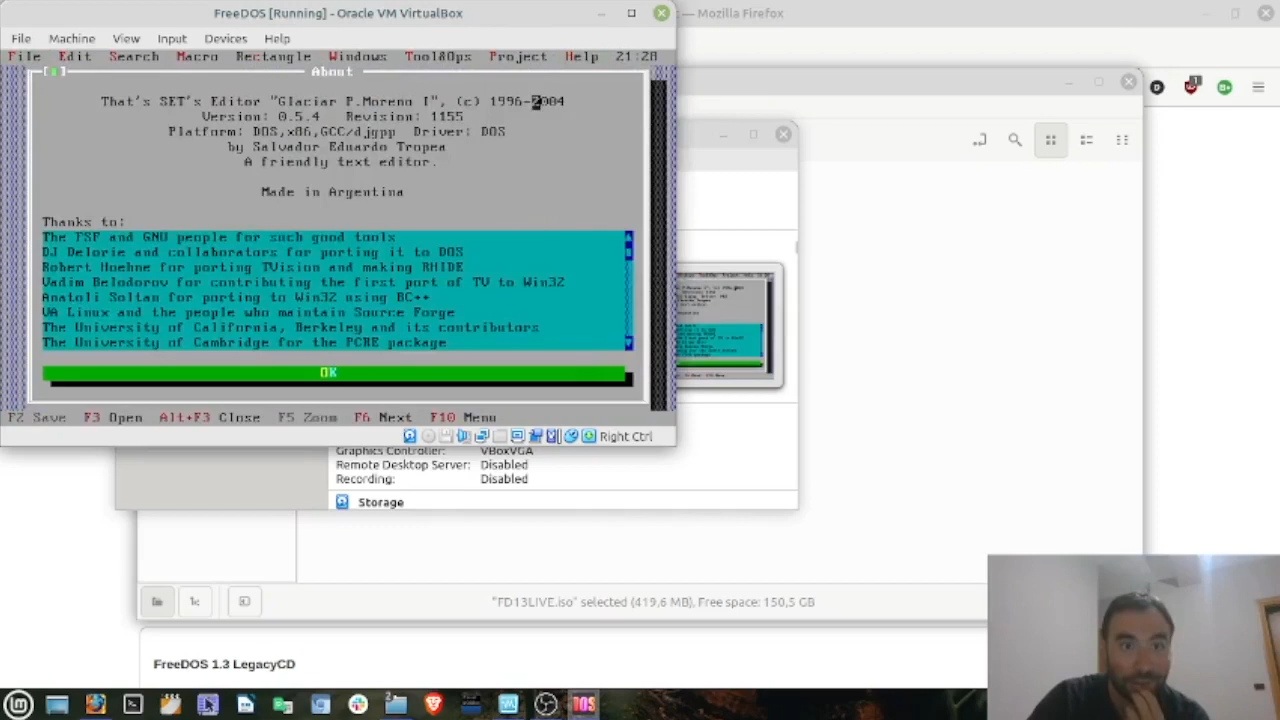 FreeDOS [Running] - Oracle VM VirtualBox
— Mozilla Firefox
File Machine View Input Devices Help
File Edit Search Macro Rectangle Windows Tool&Ops Project Help 21:28
About
That's SET's Editor "Glaciar P.Moreno I", (c) 1996-2004
Version: 0.5.4 Revision: 1155
Platform: DOS,x86,GCC/djgpp Driver: DOS
by Salvador Eduardo Tropea
A friendly text editor.
Made in Argentina
Thanks to:
The FSF and GNU people for such good tools
DJ Delorie and collaborators for porting it to DOS
Robert Hoehne for porting TVision and making RHIDE
Vadim Beloborov for contributing the first part of TV to Win32
Anatoli Soltan for porting to Win32 using BC++
VA Linux and the people who maintain Source Forge
The University of California, Berkeley and its contributors
The University of Cambridge for the PCRE package
OK
F2 Save F3 Open Alt+F3 Close F5 Zoom F6 Next F10 Menu
Right Ctrl
Graphics Controller: VBoxVGA
Remote Desktop Server: Disabled
Recording: Disabled
Storage
"FD13LIVE.iso" selected (419,6 MB), Free space: 150,5 GB
FreeDOS 1.3 LegacyCD